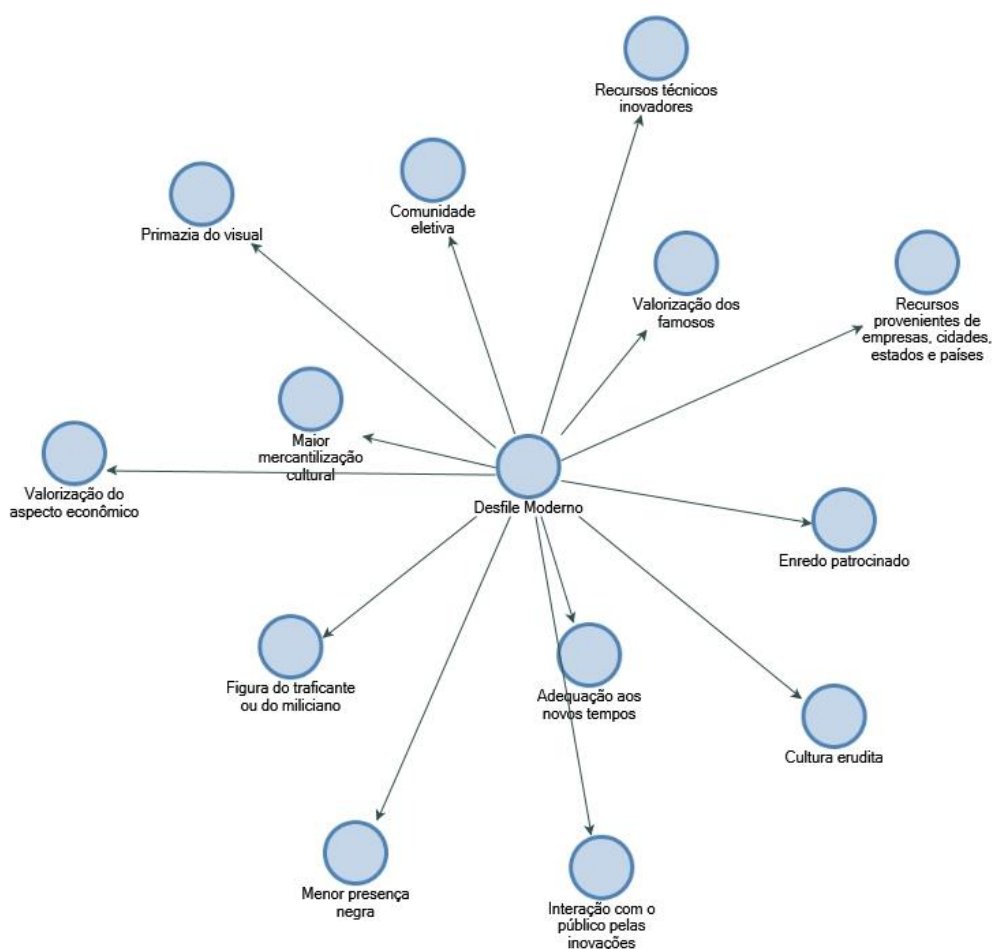 Recursos técnicos
inovadores
Comunidade
eletiva
Primazia do visual
Valorização dos
famosos
Recursos
provenientes de
empresas, cidades,
estados e países
Maior
mercantilização
cultural
Valorização do
aspecto econômico
Desfile Moderno
Enredo patrocinado
Figura do traficante
ou do miliciano
Adequação aos
novos tempos
Cultura erudita
Menor presença
negra
Interação com o
público pelas
inovações